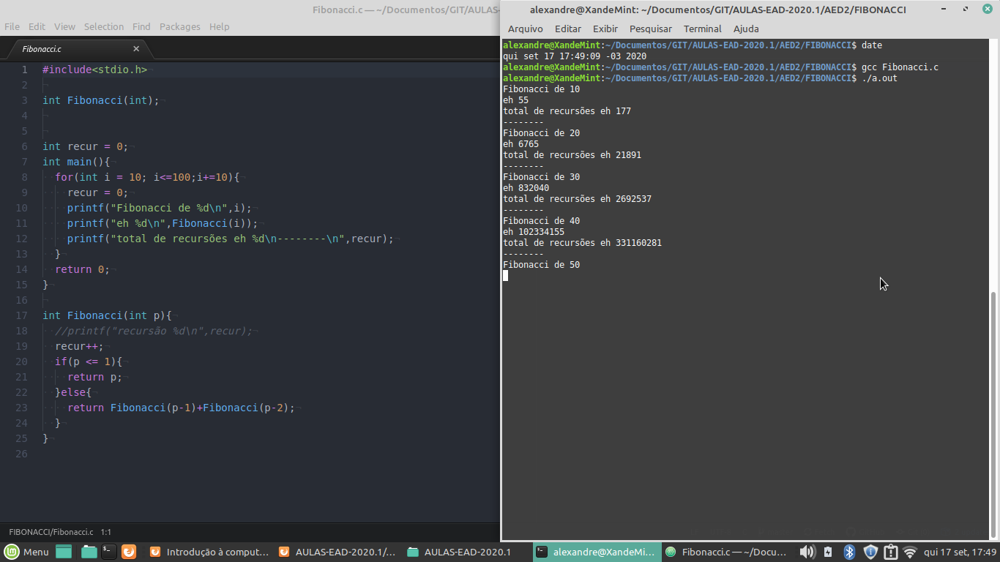 Fibonacci.c — ~/Documentos/GIT/AULAS-
File Edit View Selection Find Packages Help
Fibonacci.c
1 #include<stdio.h>
2
3 int Fibonacci(int);
4
5
6 int recur = 0;
7 int main(){
8 for(int i = 10; i<=100;i+=10){
9 recur = 0;
10 printf("Fibonacci de %d\n",i);
11 printf("eh %d\n",Fibonacci(i));
12 printf("total de recursões eh %d\n--------\n",recur);
13 }
14 return 0;
15 }
16
17 int Fibonacci(int p){
18 //printf("recursão %d\n",recur);
19 recur++;
20 if(p <= 1){
21 return p;
22 }else{
23 return Fibonacci(p-1)+Fibonacci(p-2);
24 }
25 }
26
FIBONACCI/Fibonacci.c 1:1
alexandre@XandeMint: ~/Documentos/GIT/AULAS-EAD-2020.1/AED2/FIBONACCI
Arquivo Editar Exibir Pesquisar Terminal Ajuda
alexandre@XandeMint:~/Documentos/GIT/AULAS-EAD-2020.1/AED2/FIBONACCI$ date
qui set 17 17:49:09 -03 2020
alexandre@XandeMint:~/Documentos/GIT/AULAS-EAD-2020.1/AED2/FIBONACCI$ gcc Fibonacci.c
alexandre@XandeMint:~/Documentos/GIT/AULAS-EAD-2020.1/AED2/FIBONACCI$ ./a.out
Fibonacci de 10
eh 55
total de recursões eh 177
--------
Fibonacci de 20
eh 6765
total de recursões eh 21891
--------
Fibonacci de 30
eh 832040
total de recursões eh 2692537
--------
Fibonacci de 40
eh 102334155
total de recursões eh 331160281
--------
Fibonacci de 50
Menu Introdução à comput... AULAS-EAD-2020.1/... AULAS-EAD-2020.1 alexandre@XandeMi... Fibonacci.c — ~/Docu... qui 17 set, 17:49